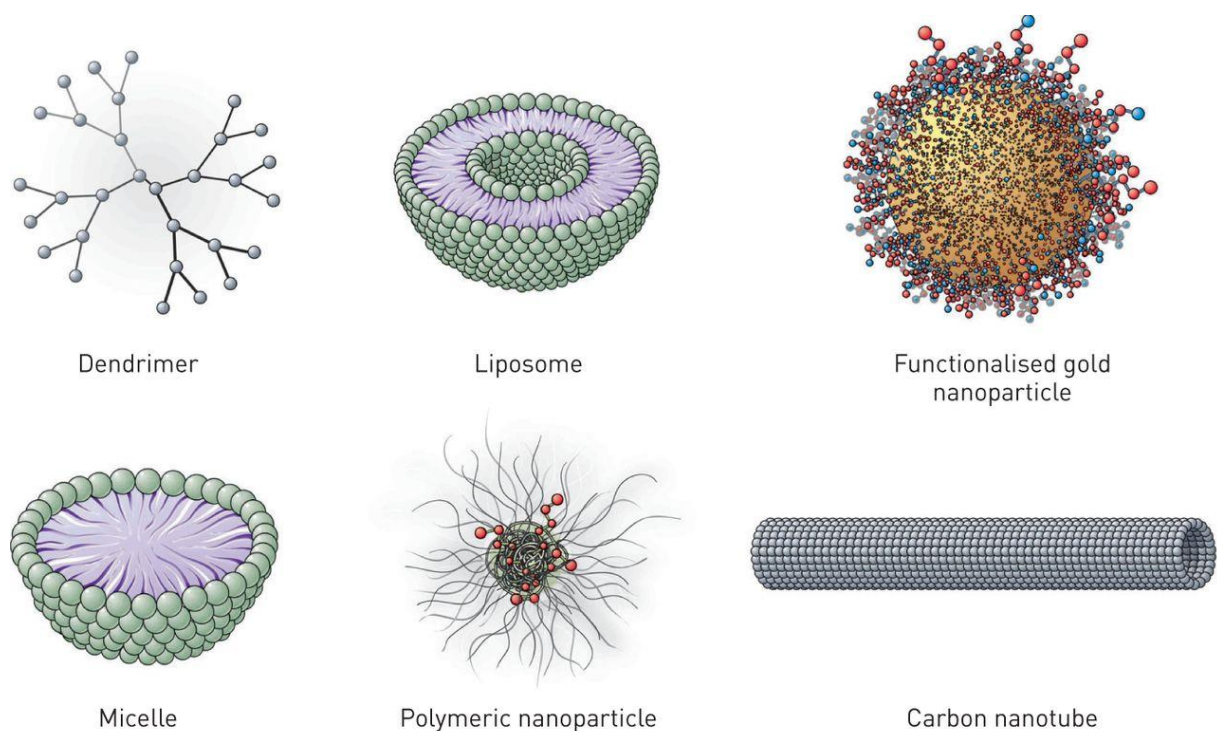 Dendrimer
Liposome
Functionalised gold
nanoparticle
Micelle
Polymeric nanoparticle
Carbon nanotube